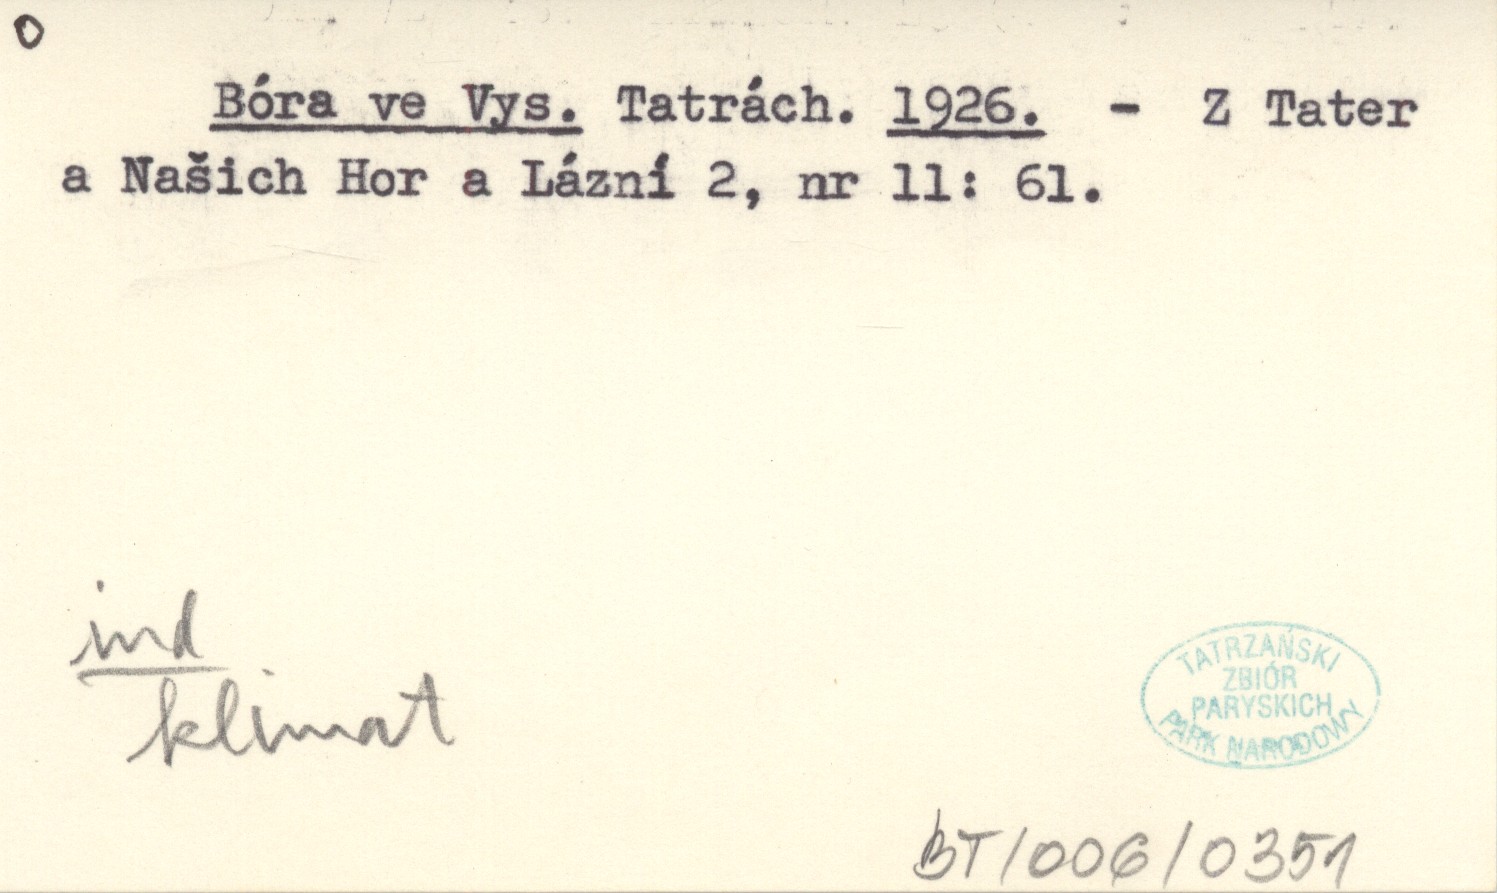 O
Bóra ve Vys. Tatrách. 1926. - Z Tater
a Našich Hor a Lázní 2, nr 11: 61.
ind
klimat
TATRZAŃSKI
ZBIÓR
PARYSKICH
PARK NARODOWY
BT/006/0351